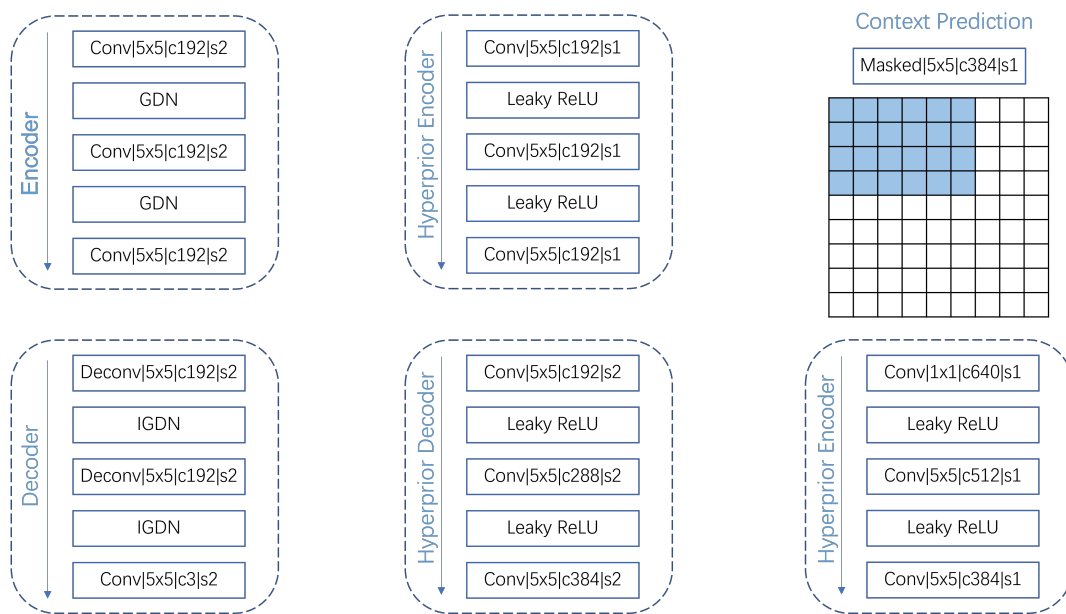 Encoder
Conv|5x5|c192|s2
GDN
Conv|5x5|c192|s2
GDN
Conv|5x5|c192|s2
Hyperprior Encoder
Conv|5x5|c192|s1
Leaky ReLU
Conv|5x5|c192|s1
Leaky ReLU
Conv|5x5|c192|s1
Context Prediction
Masked|5x5|c384|s1
Decoder
Deconv|5x5|c192|s2
IGDN
Deconv|5x5|c192|s2
IGDN
Conv|5x5|c3|s2
Hyperprior Decoder
Conv|5x5|c192|s2
Leaky ReLU
Conv|5x5|c288|s2
Leaky ReLU
Conv|5x5|c384|s2
Hyperprior Encoder
Conv|1x1|c640|s1
Leaky ReLU
Conv|5x5|c512|s1
Leaky ReLU
Conv|5x5|c384|s1